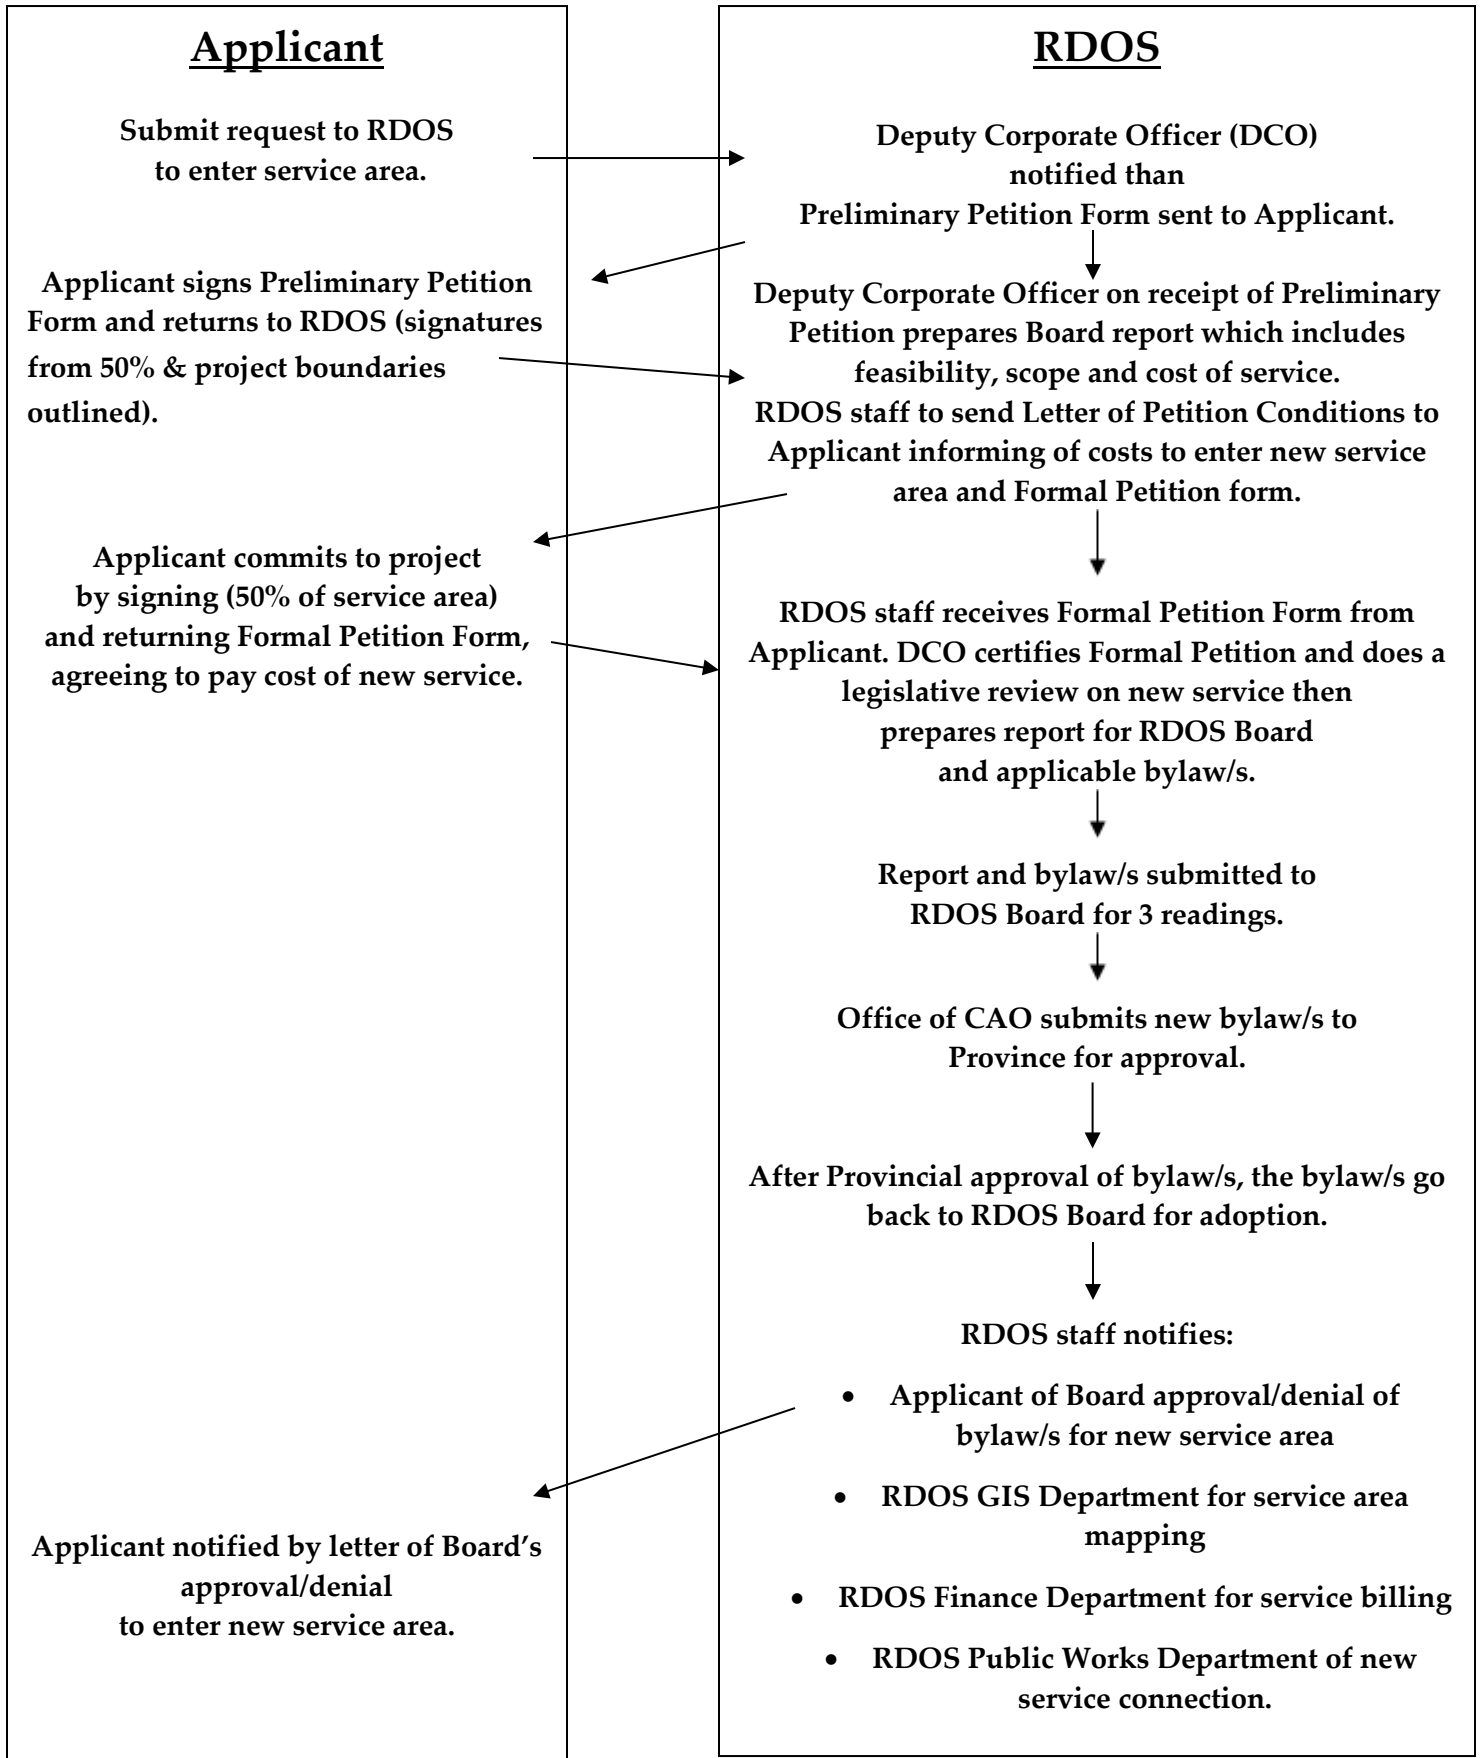 Applicant
Submit request to RDOS
to enter service area.
Applicant signs Preliminary Petition
Form and returns to RDOS (signatures
from 50% & project boundaries
outlined).
Applicant commits to project
by signing (50% of service area)
and returning Formal Petition Form,
agreeing to pay cost of new service.
Applicant notified by letter of Board's
approval/denial
to enter new service area.
RDOS
Deputy Corporate Officer (DCO)
notified than
Preliminary Petition Form sent to Applicant.
Deputy Corporate Officer on receipt of Preliminary
Petition prepares Board report which includes
feasibility, scope and cost of service.
RDOS staff to send Letter of Petition Conditions to
Applicant informing of costs to enter new service
area and Formal Petition form.
RDOS staff receives Formal Petition Form from
Applicant. DCO certifies Formal Petition and does a
legislative review on new service then
prepares report for RDOS Board
and applicable bylaw/s.
Report and bylaw/s submitted to
RDOS Board for 3 readings.
Office of CAO submits new bylaw/s to
Province for approval.
After Provincial approval of bylaw/s, the bylaw/s go
back to RDOS Board for adoption.
RDOS staff notifies:
• Applicant of Board approval/denial of
bylaw/s for new service area
• RDOS GIS Department for service area
mapping
• RDOS Finance Department for service billing
• RDOS Public Works Department of new
service connection.